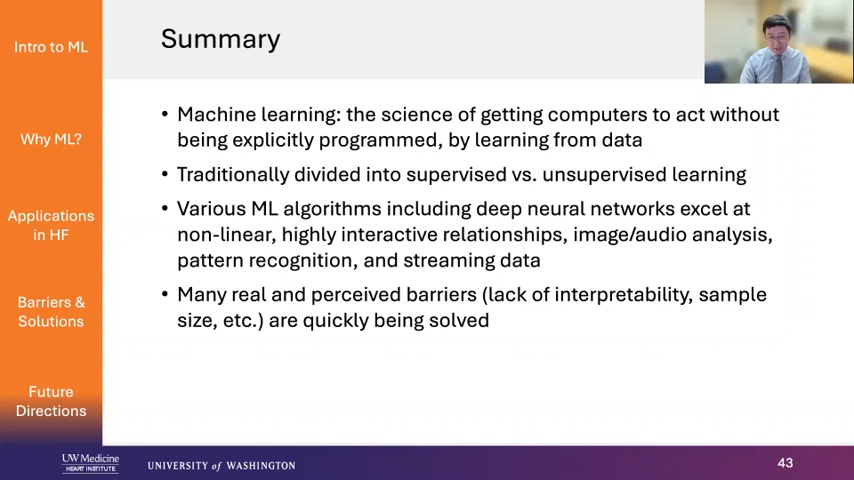 Intro to ML
Why ML?
Applications
in HF
Barriers &
Solutions
Future
Directions
Summary
• Machine learning: the science of getting computers to act without
being explicitly programmed, by learning from data
• Traditionally divided into supervised vs. unsupervised learning
• Various ML algorithms including deep neural networks excel at
non-linear, highly interactive relationships, image/audio analysis,
pattern recognition, and streaming data
• Many real and perceived barriers (lack of interpretability, sample
size, etc.) are quickly being solved
UW Medicine
HEART INSTITUTE
UNIVERSITY of WASHINGTON
43